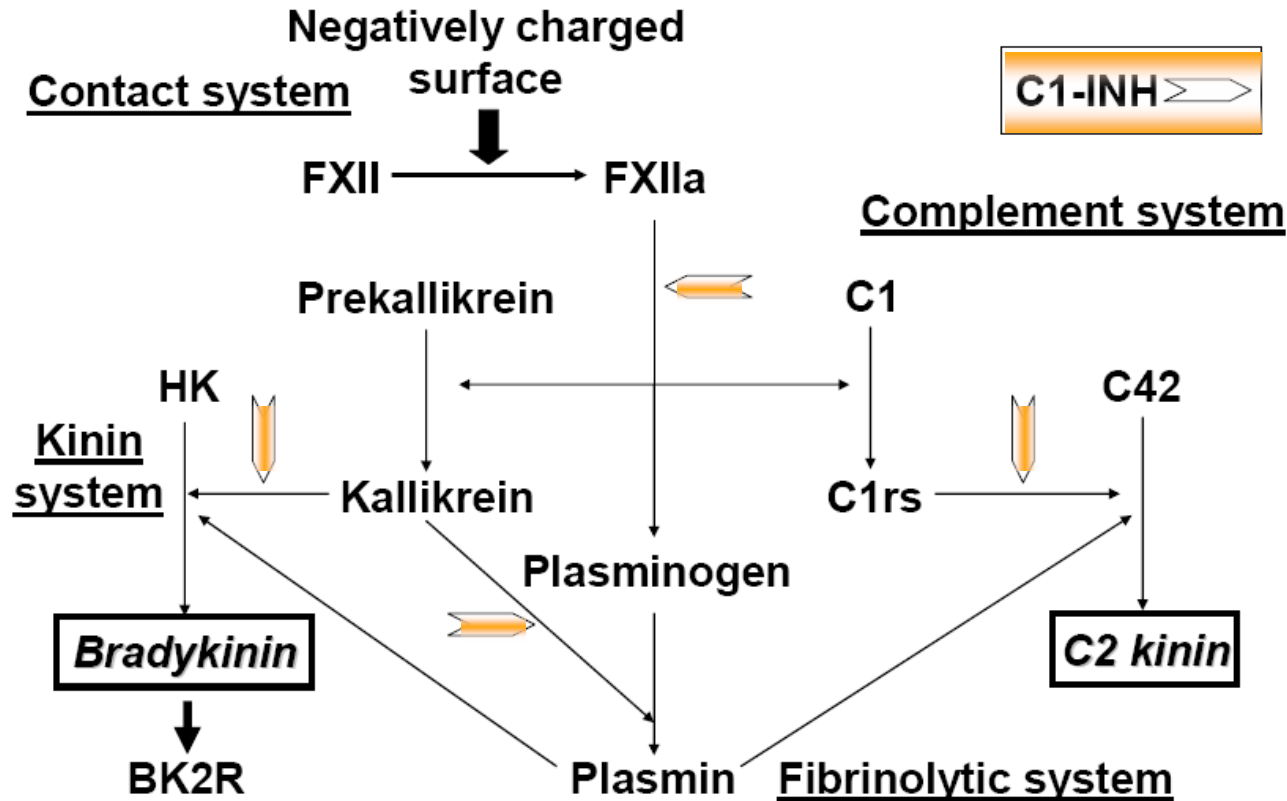 Negatively charged
surface
Contact system
C1-INH
FXII
FXIIa
Complement system
Prekallikrein
C1
HK
C42
Kinin
system
Kallikrein
C1rs
Plasminogen
Bradykinin
C2 kinin
BK2R
Plasmin
Fibrinolytic system